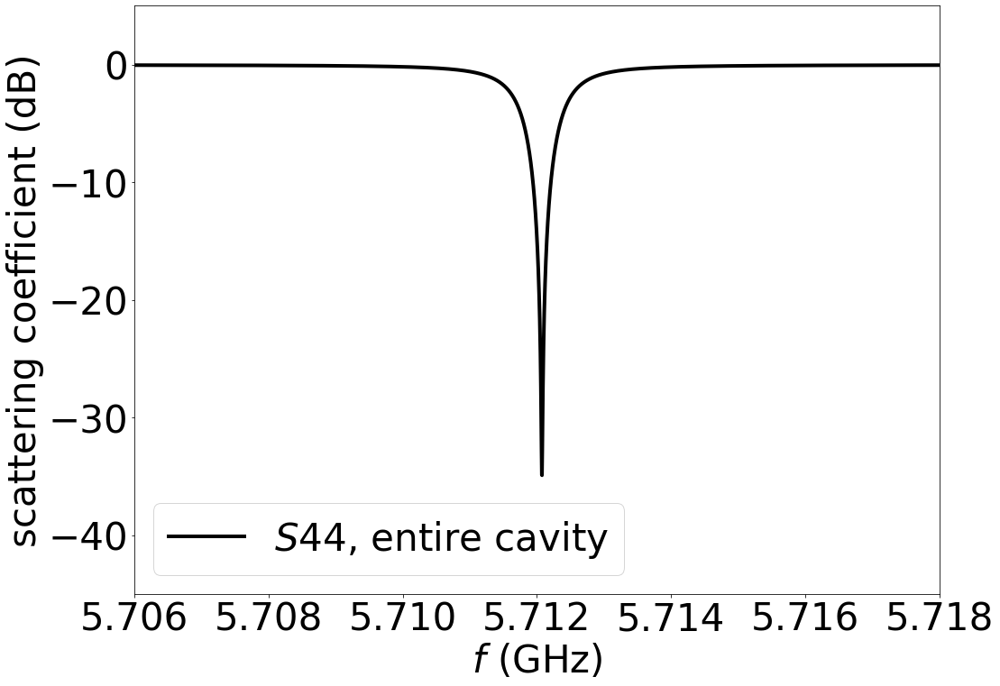 scattering coefficient (dB)
0
−10
−20
−30
−40
S44, entire cavity
5.706 5.708 5.710 5.712 5.714 5.716 5.718
f (GHz)